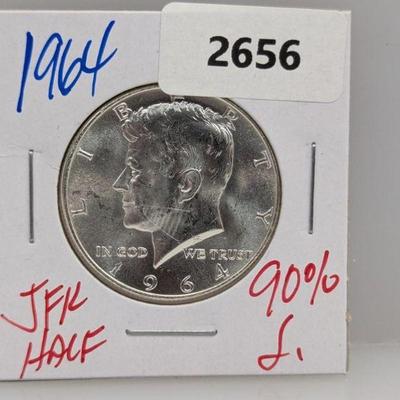 1964
2656
LIBERTY
IN GOD WE TRUST
1964
JFK
HALF
90%
S.